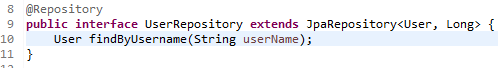 8 @Repository
9 public interface UserRepository extends JpaRepository<User, Long> {
10 User findByUsername(String userName);
11 }